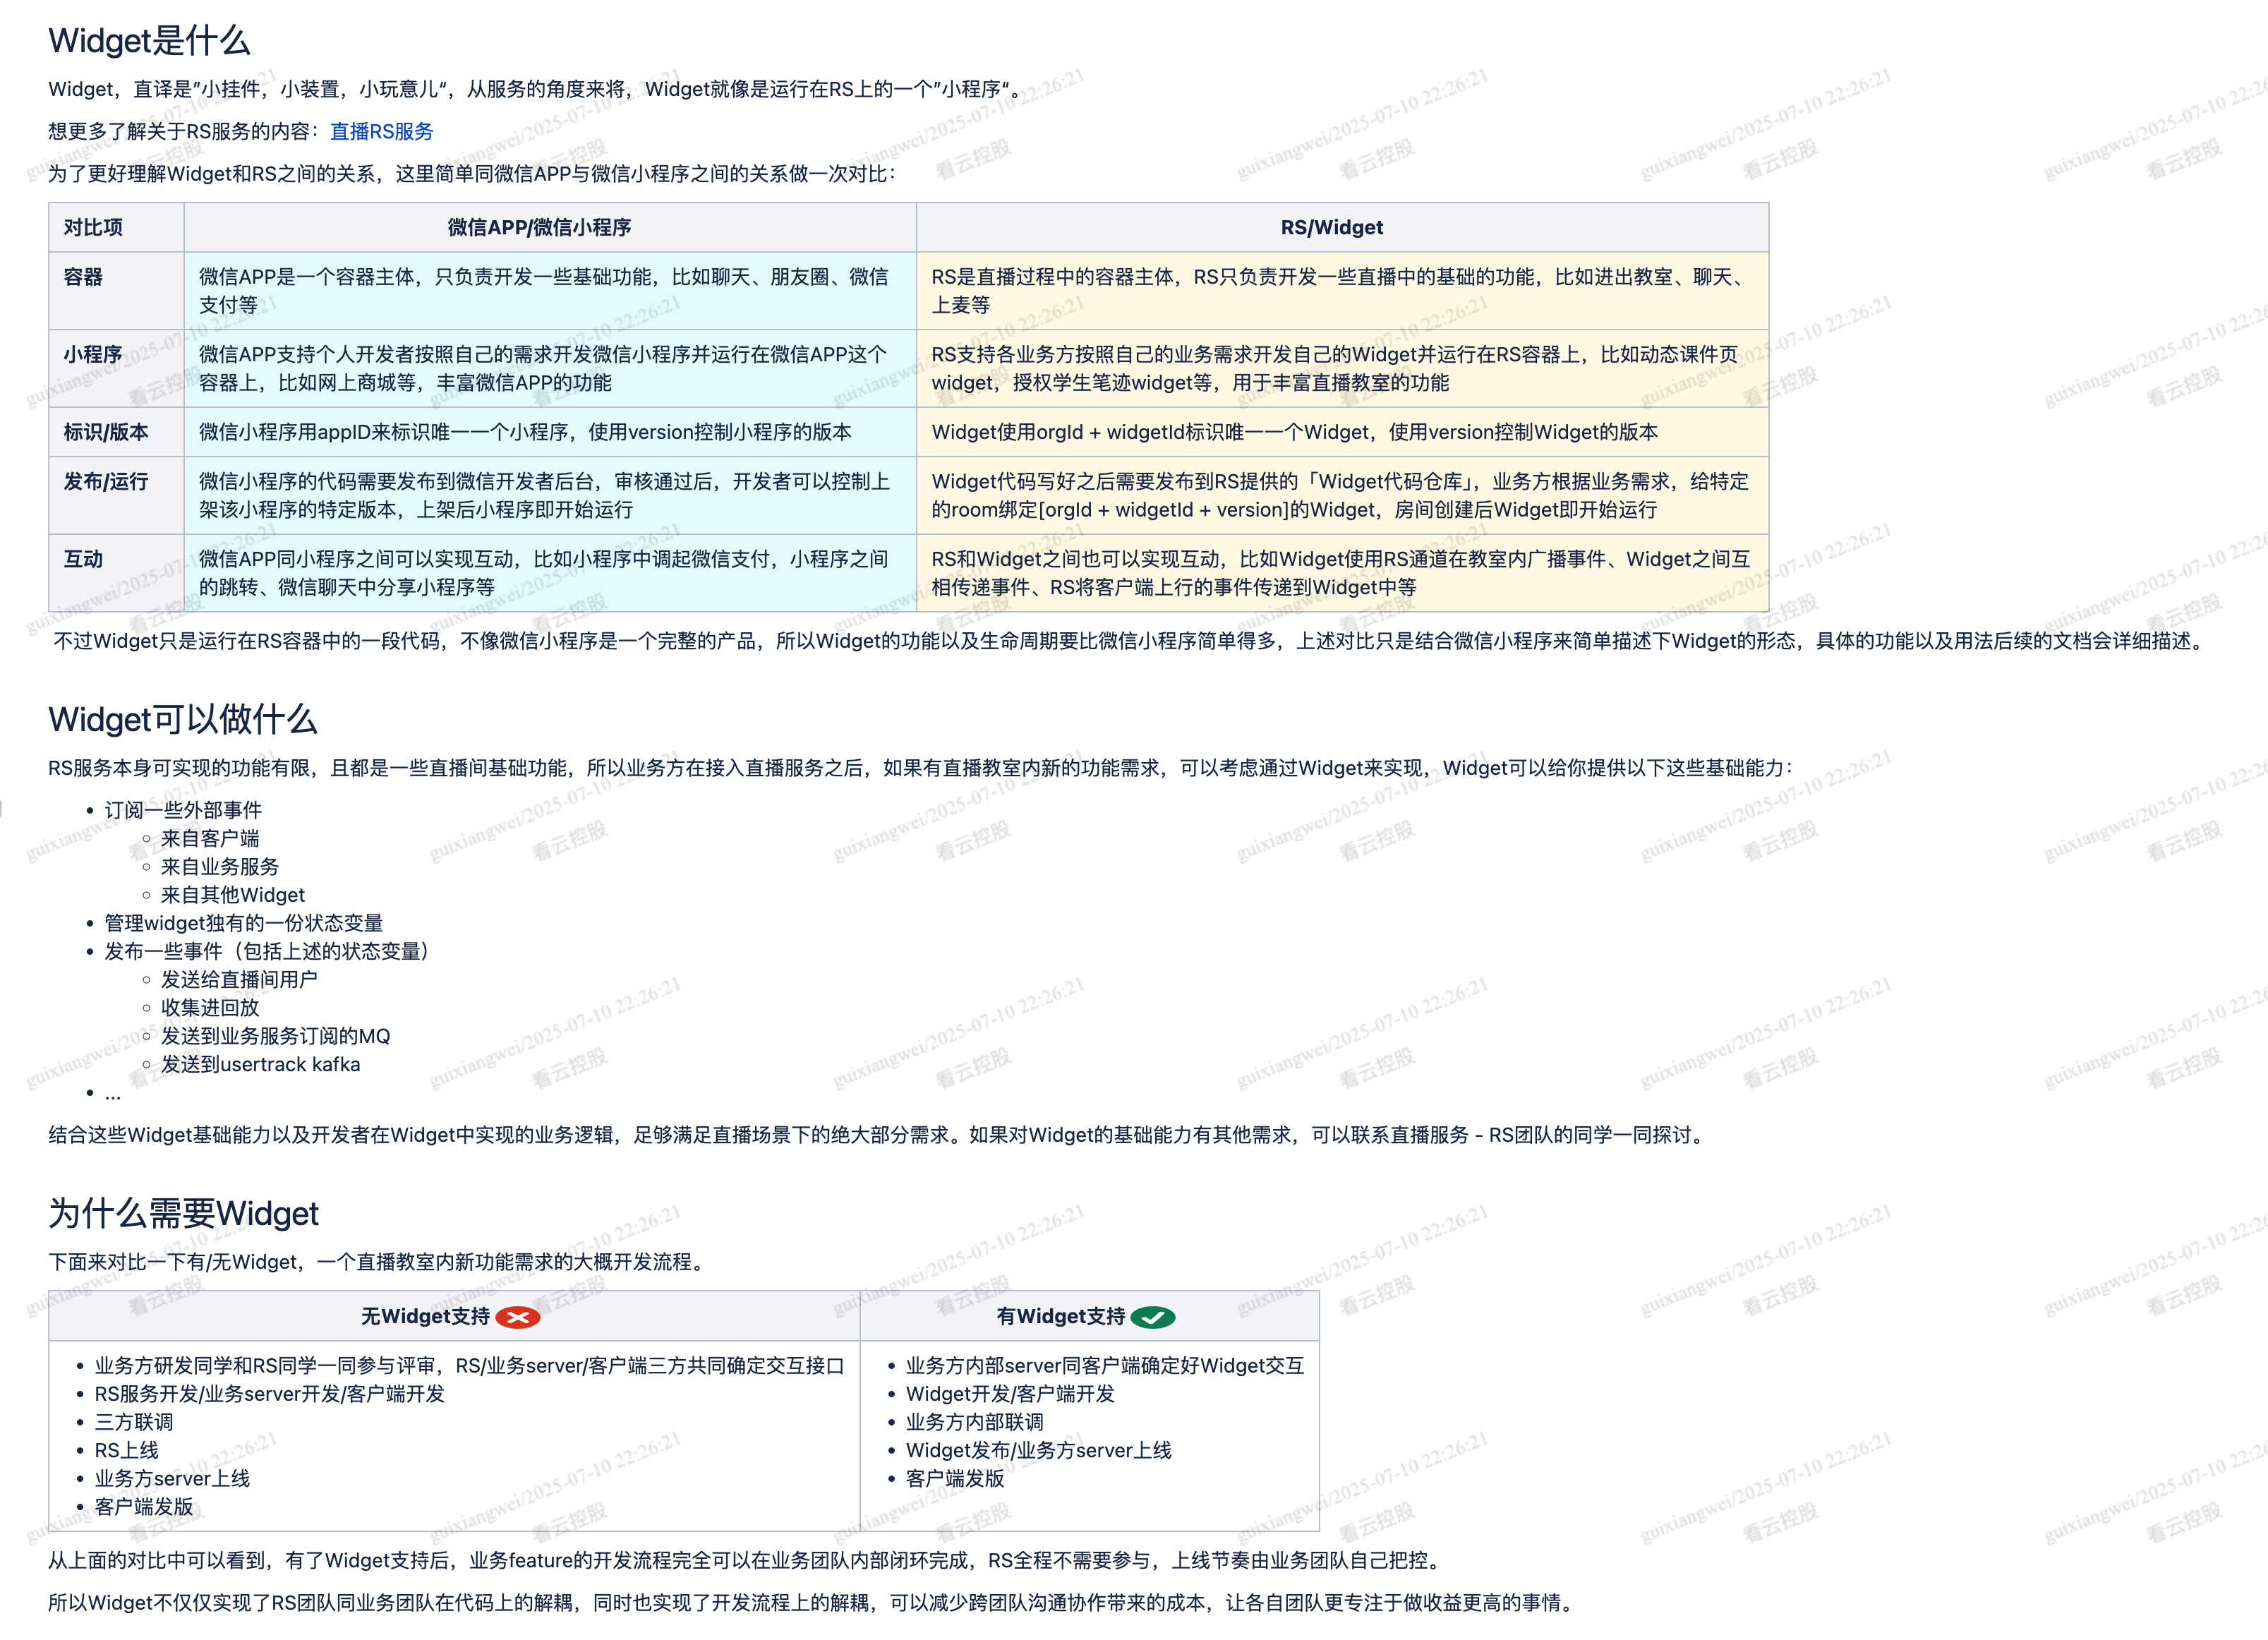 Widget是什么
Widget，直译是”小挂件，小装置，小玩意儿“，从服务的角度来将，Widget就像是运行在RS上的一个”小程序“。
想更多了解关于RS服务的内容：直播RS服务
为了更好理解Widget和RS之间的关系，这里简单同微信APP与微信小程序之间的关系做一次对比：
对比项 微信APP/微信小程序 RS/Widget
容器
微信APP是一个容器主体，只负责开发一些基础功能，比如聊天、朋友圈、微信
支付等
RS是直播过程中的容器主体，RS只负责开发一些直播中的基础的功能，比如进出教室、聊天、
上麦等
小程序
微信APP支持个人开发者按照自己的需求开发微信小程序并运行在微信APP这个
容器上，比如网上商城等，丰富微信APP的功能
RS支持各业务方按照自己的业务需求开发自己的Widget并运行在RS容器上，比如动态课件页
widget，授权学生笔迹widget等，用于丰富直播教室的功能
标识/版本
微信小程序用appID来标识唯一一个小程序，使用version控制小程序的版本
Widget使用orgId + widgetId标识唯一一个Widget，使用version控制Widget的版本
发布/运行
微信小程序的代码需要发布到微信开发者后台，审核通过后，开发者可以控制上
架该小程序的特定版本，上架后小程序即开始运行
Widget代码写好之后需要发布到RS提供的「Widget代码仓库」，业务方根据业务需求，给特定
的room绑定[orgId + widgetId + version]的Widget，房间创建后Widget即开始运行
互动
微信APP同小程序之间可以实现互动，比如小程序中调起微信支付，小程序之间
的跳转、微信聊天中分享小程序等
RS和Widget之间也可以实现互动，比如Widget使用RS通道在教室内广播事件、Widget之间互
相传递事件、RS将客户端上行的事件传递到Widget中等
不过Widget只是运行在RS容器中的一段代码，不像微信小程序是一个完整的产品，所以Widget的功能以及生命周期要比微信小程序简单得多，上述对比只是结合微信小程序来简单描述下Widget的形态，具体的功能以及用法后续的文档会详细描述。
Widget可以做什么
RS服务本身可实现的功能有限，且都是一些直播间基础功能，所以业务方在接入直播服务之后，如果有直播教室内新的功能需求，可以考虑通过Widget来实现，Widget可以给你提供以下这些基础能力：
• 订阅一些外部事件
◦ 来自客户端
◦ 来自业务服务
◦ 来自其他Widget
• 管理widget独有的一份状态变量
• 发布一些事件（包括上述的状态变量）
◦ 发送给直播间用户
◦ 收集进回放
◦ 发送到业务服务订阅的MQ
◦ 发送到usertrack kafka
• ...
结合这些Widget基础能力以及开发者在Widget中实现的业务逻辑，足够满足直播场景下的绝大部分需求。如果对Widget的基础能力有其他需求，可以联系直播服务 - RS团队的同学一同探讨。
为什么需要Widget
下面来对比一下有/无Widget，一个直播教室内新功能需求的大概开发流程。
无Widget支持 有Widget支持
• 业务方研发同学和RS同学一同参与评审，RS/业务server/客户端三方共同确定交互接口
• RS服务开发/业务server开发/客户端开发
• 三方联调
• RS上线
• 业务方server上线
• 客户端发版
• 业务方内部server同客户端确定好Widget交互
• Widget开发/客户端开发
• 业务方内部联调
• Widget发布/业务方server上线
• 客户端发版
从上面的对比中可以看到，有了Widget支持后，业务feature的开发流程完全可以在业务团队内部闭环完成，RS全程不需要参与，上线节奏由业务团队自己把控。
所以Widget不仅仅实现了RS团队同业务团队在代码上的解耦，同时也实现了开发流程上的解耦，可以减少跨团队沟通协作带来的成本，让各自团队更专注于做收益更高的事情。
guixiangwei/2025-07-10 22:26:21
看云控股